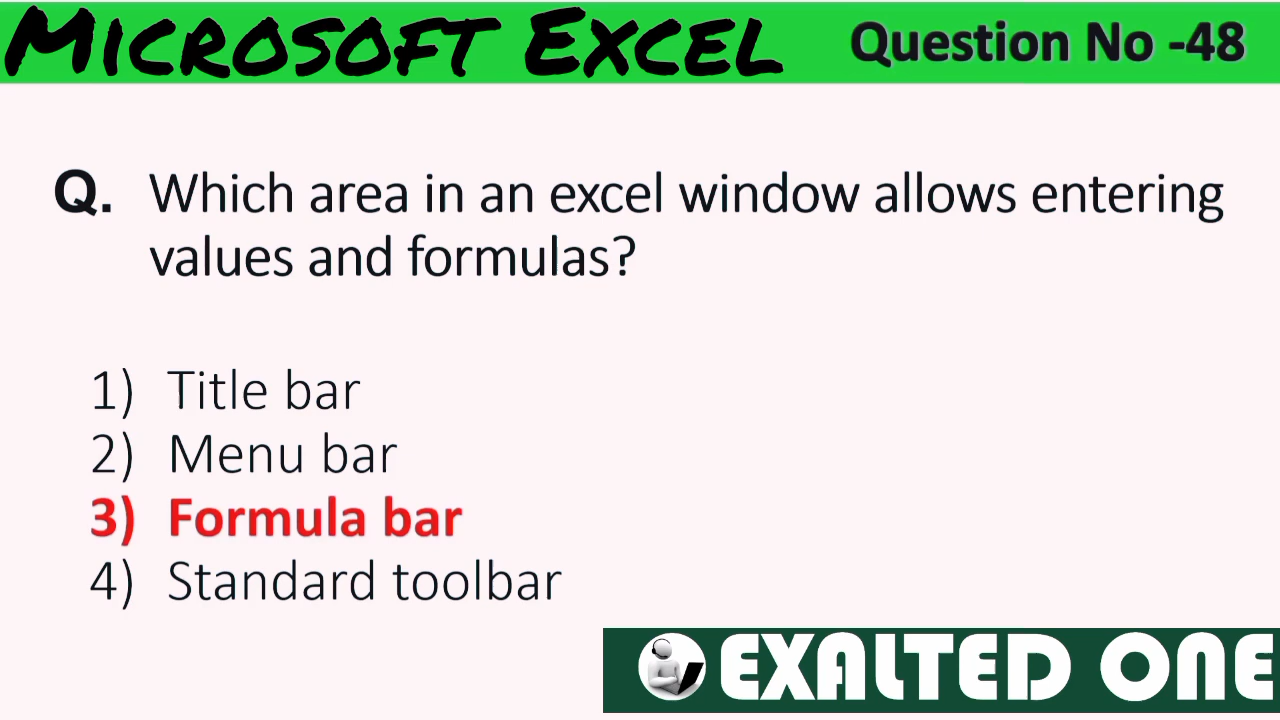 MICROSOFT EXCEL Question No -48
Q. Which area in an excel window allows entering
values and formulas?
1) Title bar
2) Menu bar
3) Formula bar
4) Standard toolbar
EXALTED ONE